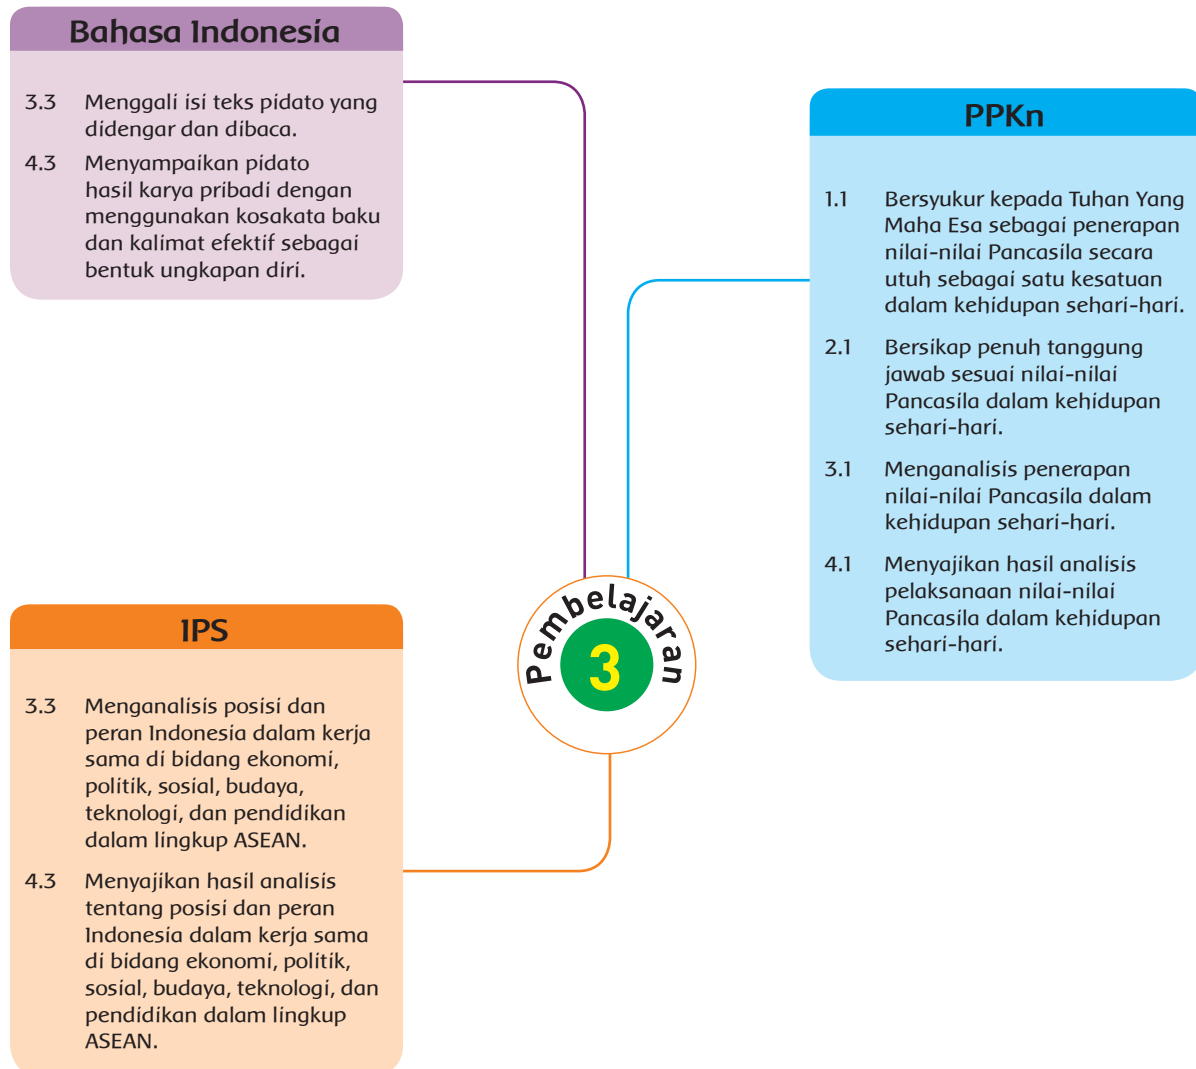 Bahasa Indonesia
3.3 Menggali isi teks pidato yang
didengar dan dibaca.
4.3 Menyampaikan pidato
hasil karya pribadi dengan
menggunakan kosakata baku
dan kalimat efektif sebagai
bentuk ungkapan diri.
PPKn
1.1 Bersyukur kepada Tuhan Yang
Maha Esa sebagai penerapan
nilai-nilai Pancasila secara
utuh sebagai satu kesatuan
dalam kehidupan sehari-hari.
2.1 Bersikap penuh tanggung
jawab sesuai nilai-nilai
Pancasila dalam kehidupan
sehari-hari.
3.1 Menganalisis penerapan
nilai-nilai Pancasila dalam
kehidupan sehari-hari.
4.1 Menyajikan hasil analisis
pelaksanaan nilai-nilai
Pancasila dalam kehidupan
sehari-hari.
Pembelajaran
3
IPS
3.3 Menganalisis posisi dan
peran Indonesia dalam kerja
sama di bidang ekonomi,
politik, sosial, budaya,
teknologi, dan pendidikan
dalam lingkup ASEAN.
4.3 Menyajikan hasil analisis
tentang posisi dan peran
Indonesia dalam kerja sama
di bidang ekonomi, politik,
sosial, budaya, teknologi, dan
pendidikan dalam lingkup
ASEAN.